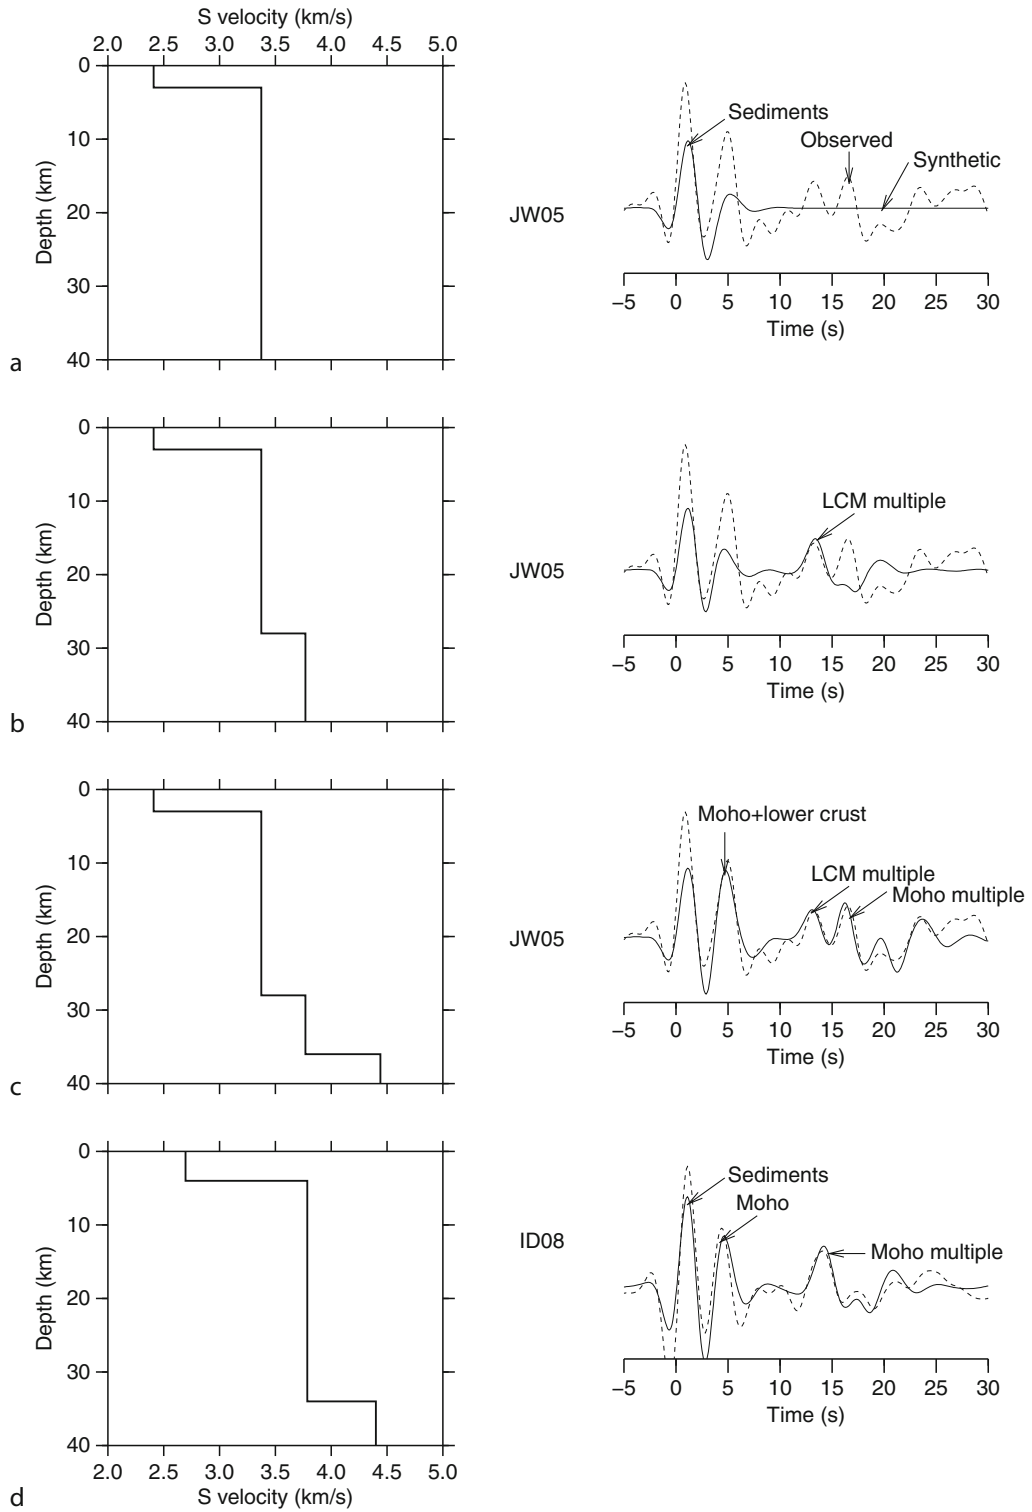 S velocity (km/s)
2.0 2.5 3.0 3.5 4.0 4.5 5.0
0
10
20
30
40
Depth (km)
a
JW05
Sediments
Observed
Synthetic
−5 0 5 10 15 20 25 30
Time (s)
0
10
20
30
40
Depth (km)
b
JW05
LCM multiple
−5 0 5 10 15 20 25 30
Time (s)
0
10
20
30
40
Depth (km)
c
JW05
Moho+lower crust
LCM multiple
Moho multiple
−5 0 5 10 15 20 25 30
Time (s)
0
10
20
30
40
Depth (km)
2.0 2.5 3.0 3.5 4.0 4.5 5.0
S velocity (km/s)
d
ID08
Sediments
Moho
Moho multiple
−5 0 5 10 15 20 25 30
Time (s)